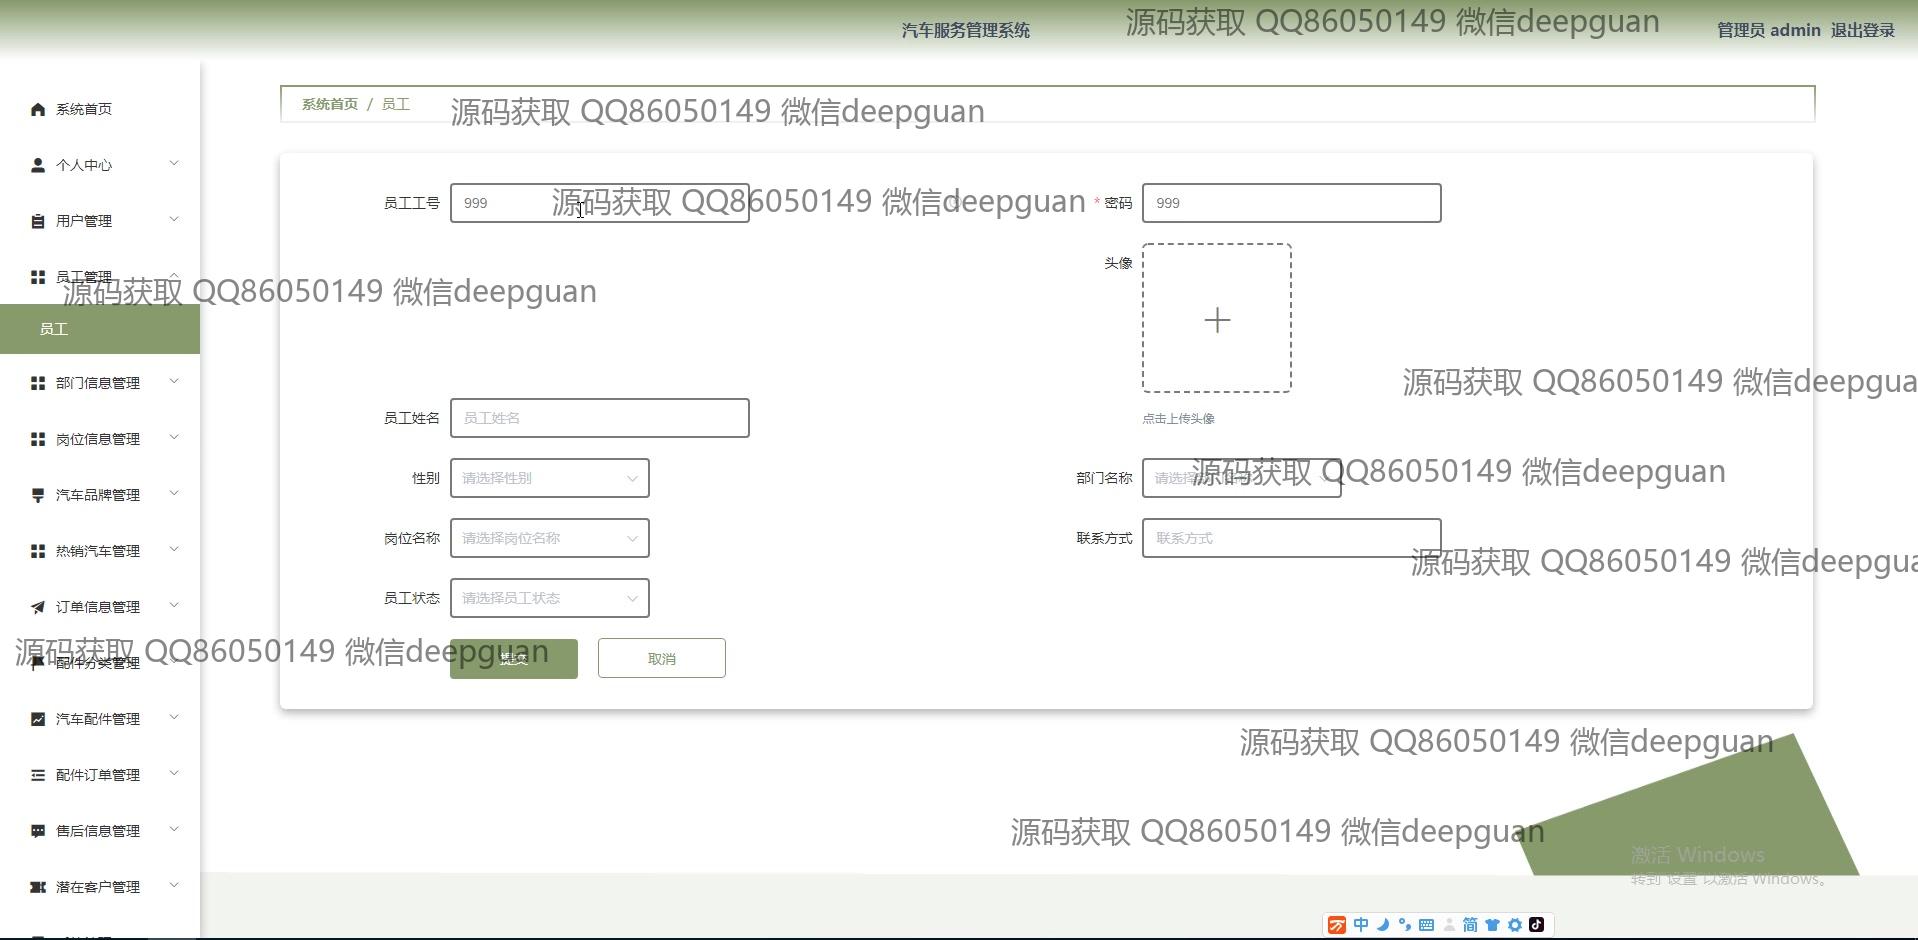 汽车服务管理系统
源码获取 QQ86050149 微信deepguan
管理员 admin 退出登录
系统首页 / 员工
源码获取 QQ86050149 微信deepguan
系统首页
个人中心
用户管理
员工管理
员工
部门信息管理
岗位信息管理
汽车品牌管理
热销汽车管理
订单信息管理
配件分类管理
汽车配件管理
配件订单管理
售后信息管理
潜在客户管理
员工工号 999
源码获取 QQ86050149 微信deepguan
* 密码 999
头像
源码获取 QQ86050149 微信deepguan
源码获取 QQ86050149 微信deepgua
员工姓名 员工姓名
点击上传头像
性别 请选择性别
部门名称 请选择
源码获取 QQ86050149 微信deepguan
岗位名称 请选择岗位名称
联系方式 联系方式
源码获取 QQ86050149 微信deepgua
员工状态 请选择员工状态
源码获取 QQ86050149 微信deepguan
提交 取消
源码获取 QQ86050149 微信deepguan
源码获取 QQ86050149 微信deepguan
激活 Windows
转到"设置"以激活 Windows。
中 简